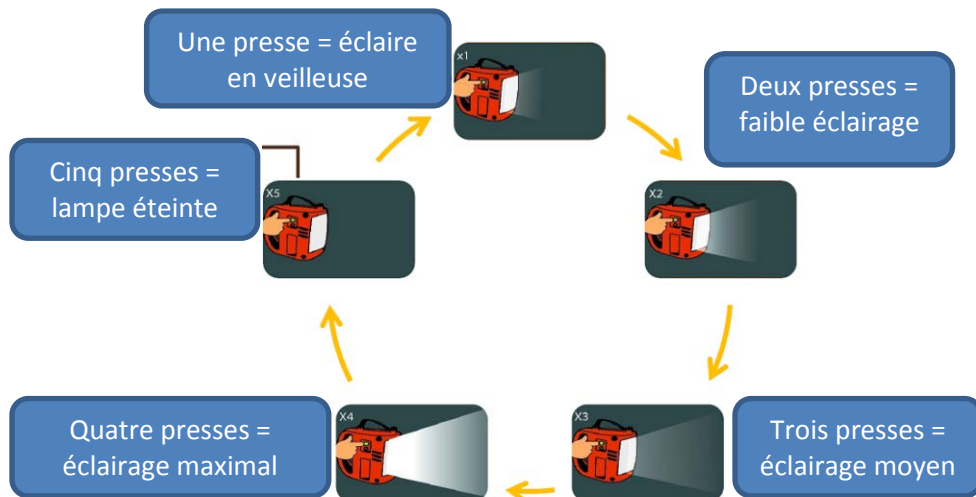 Une presse = éclaire
en veilleuse
x1
Deux presses =
faible éclairage
X2
Trois presses =
éclairage moyen
X3
Quatre presses =
éclairage maximal
X4
Cinq presses =
lampe éteinte
X5